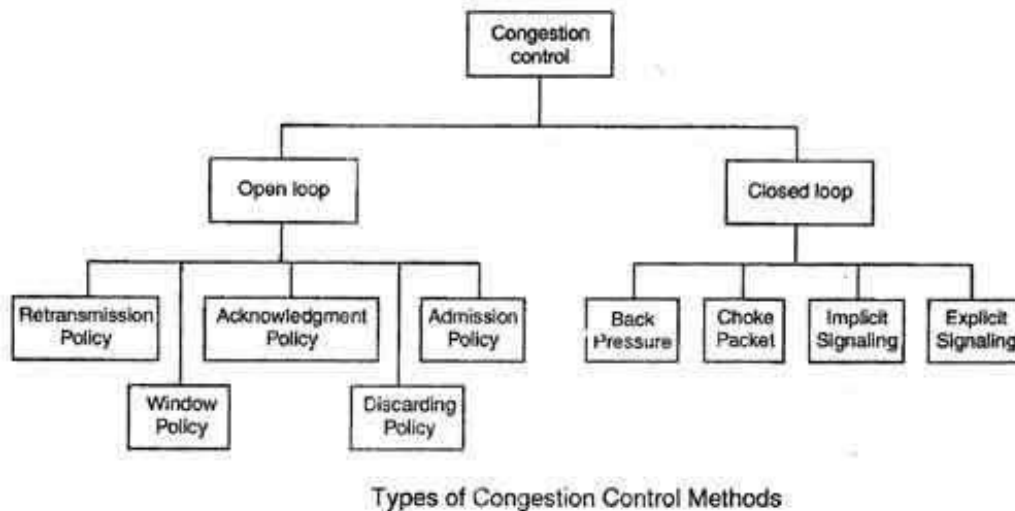 Congestion
control
Open loop
Closed loop
Retransmission
Policy
Acknowledgment
Policy
Admission
Policy
Back
Pressure
Choke
Packet
Implicit
Signaling
Explicit
Signaling
Window
Policy
Discarding
Policy
Types of Congestion Control Methods